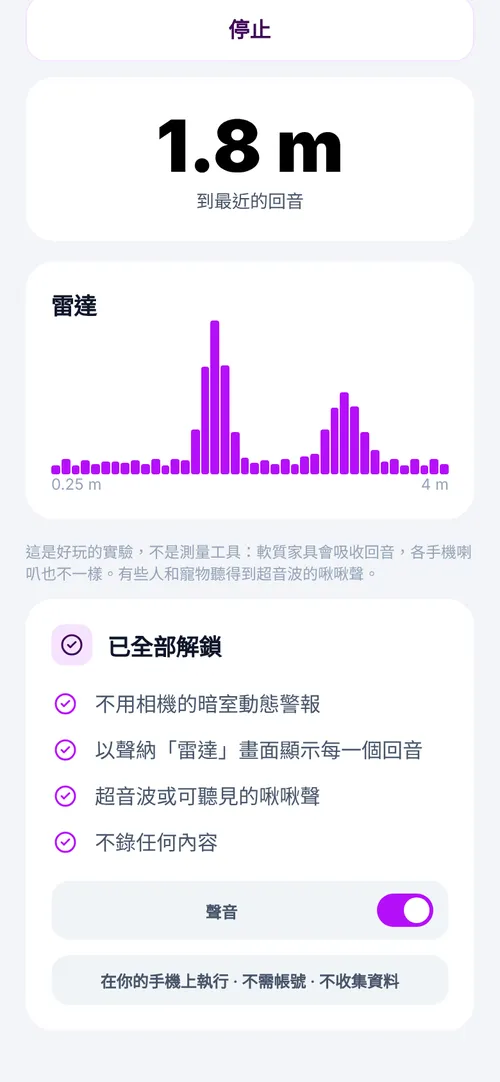 停止
1.8 m
到最近的回音
雷達
0.25 m
4 m
這是好玩的實驗，不是測量工具：軟質家具會吸收回音，各手機喇
叭也不一樣。有些人和寵物聽得到超音波的啾啾聲。
已全部解鎖
不用相機的暗室動態警報
以聲納「雷達」畫面顯示每一個回音
超音波或可聽見的啾啾聲
不錄任何內容
聲音
在你的手機上執行 · 不需帳號 · 不收集資料